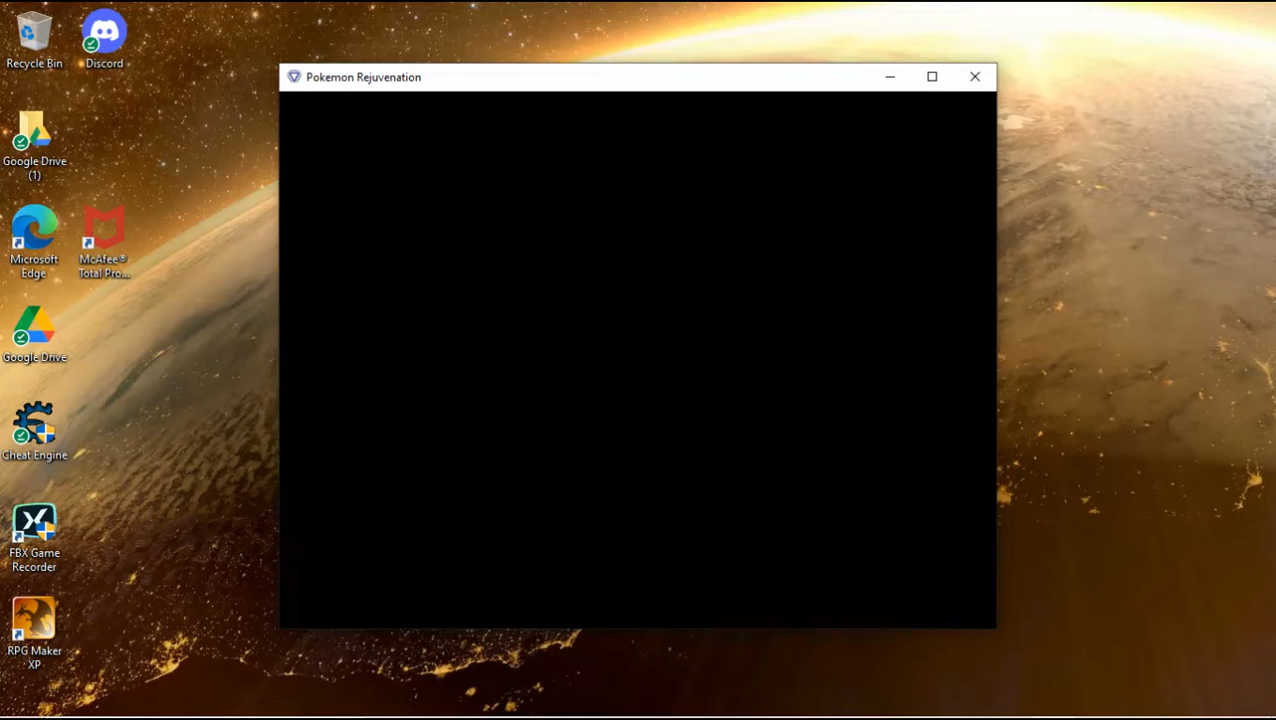 Recycle Bin
Discord
Pokemon Rejuvenation
Google Drive
(1)
Microsoft
Edge
McAfee®
Total Pro...
Google Drive
Cheat Engine
FBX Game
Recorder
RPG Maker
XP